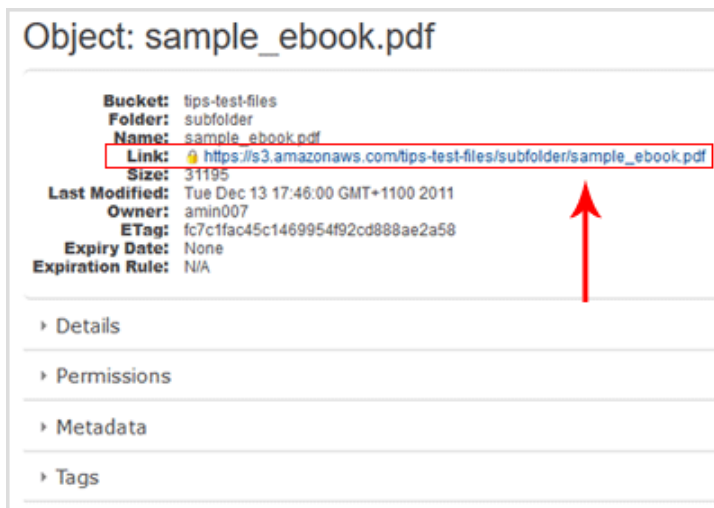 Object: sample_ebook.pdf
Bucket: tips-test-files
Folder: subfolder
Name: sample_ebook.pdf
Link: https://s3.amazonaws.com/tips-test-files/subfolder/sample_ebook.pdf
Size: 31195
Last Modified: Tue Dec 13 17:46:00 GMT+1100 2011
Owner: amin007
ETag: fc7c1fac45c1469954f92cd888ae2a58
Expiry Date: None
Expiration Rule: N/A
Details
Permissions
Metadata
Tags